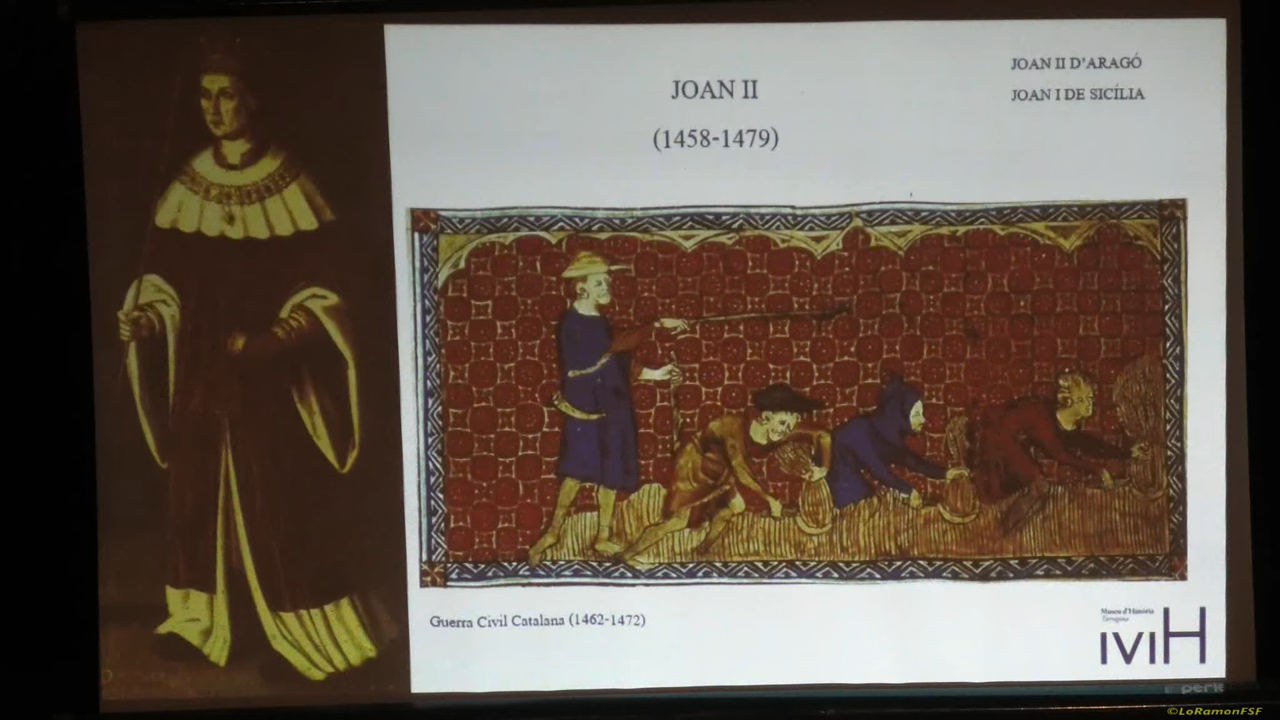 JOAN II
(1458-1479)
JOAN II D'ARAGÓ
JOAN I DE SICÍLIA
Guerra Civil Catalana (1462-1472)
Museu d'Història
Tarragona
©LoRamonFSF